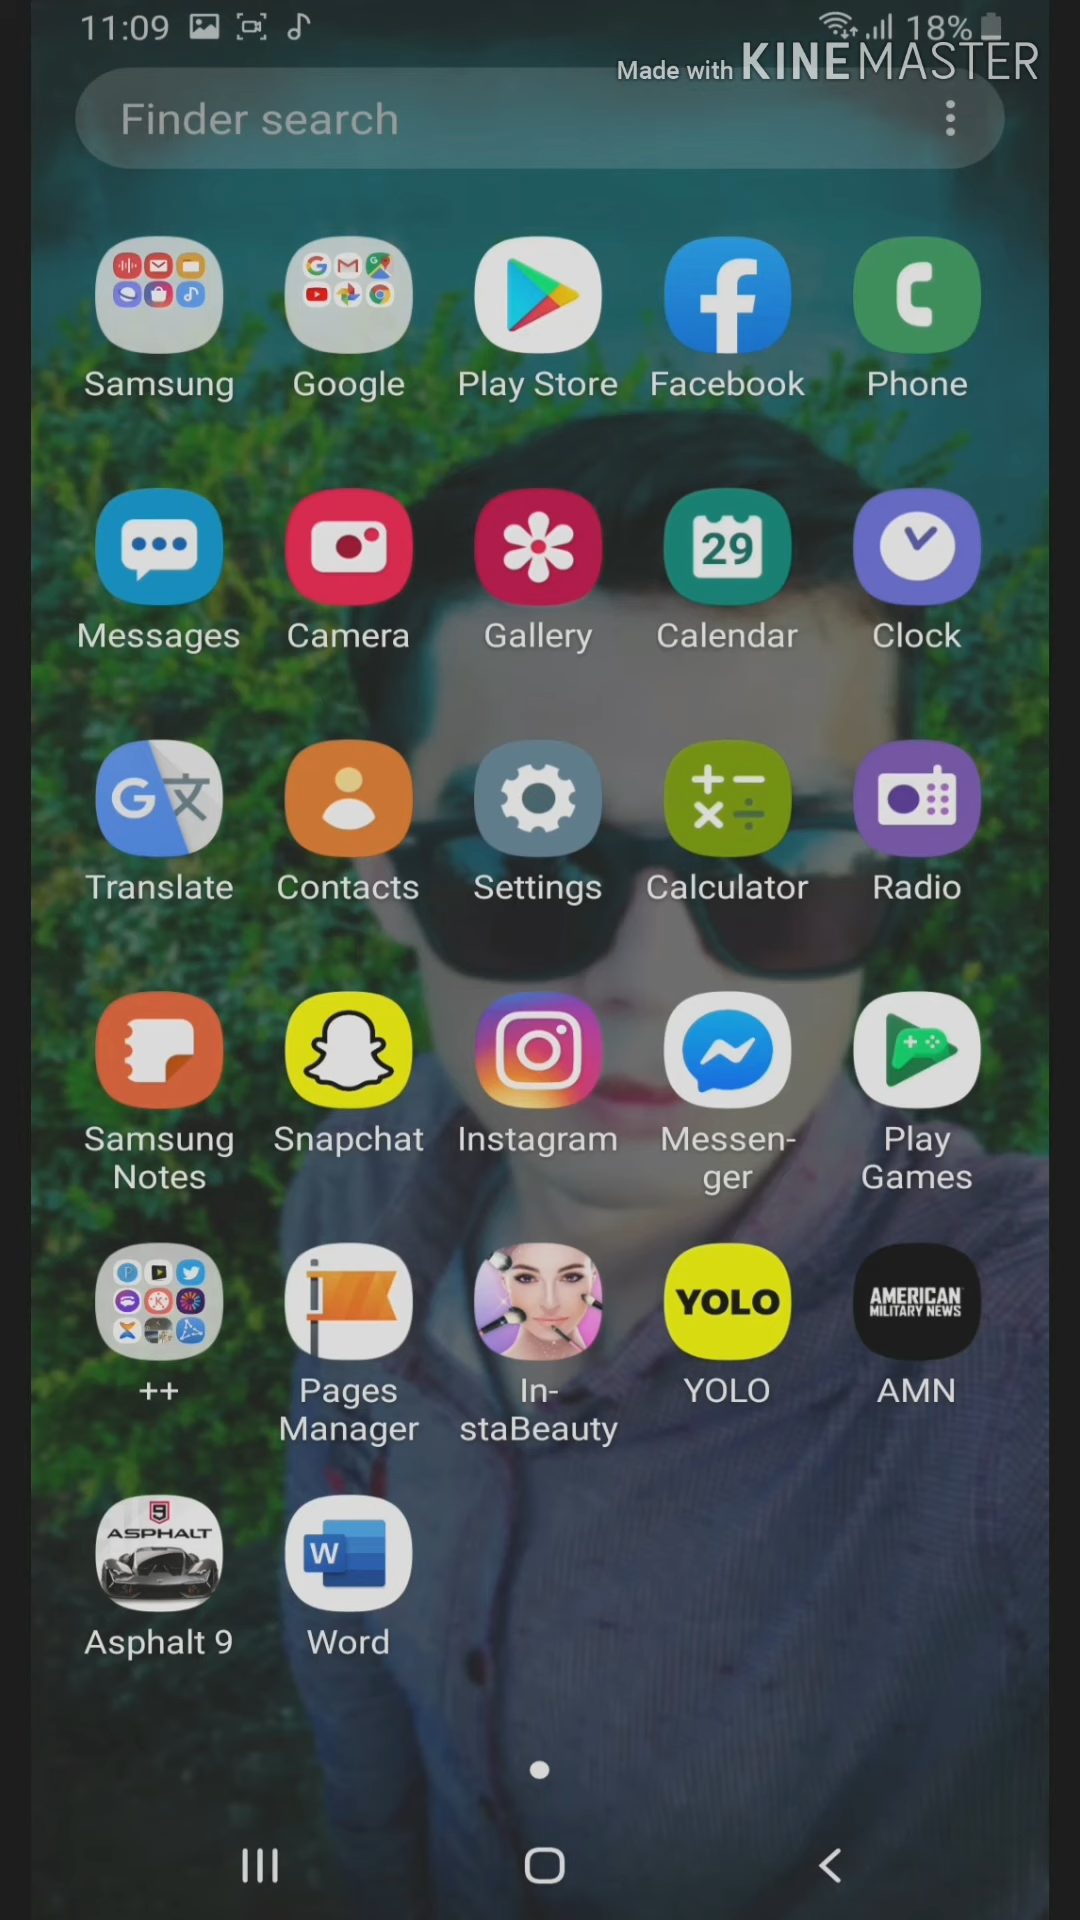 11:09
18%
Made with KINEMASTER
Finder search
Samsung Google Play Store Facebook Phone
29
Messages Camera Gallery Calendar Clock
G 文
Translate Contacts Settings Calculator Radio
Samsung Snapchat Instagram Messen- Play
Notes ger Games
YOLO AMERICAN
MILITARY NEWS
++ Pages In- YOLO AMN
Manager staBeauty
9
ASPHALT
W
Asphalt 9 Word